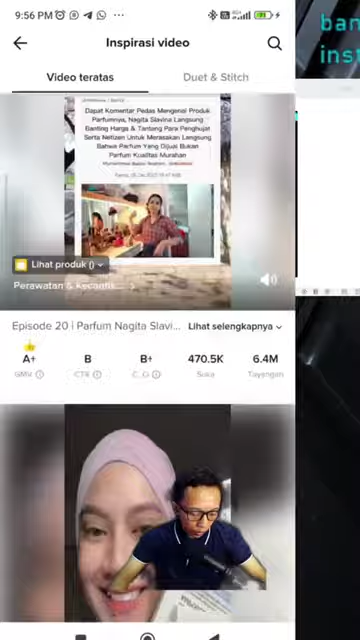 9:56 PM
ban
inst
Inspirasi video
Video teratas
Duet & Stitch
Dapat Komentar Pedas Mengenai Produk
Parfumnya, Nagita Slavina Langsung
Banting Harga & Tantang Para Penghujat
Serta Netizen Untuk Merasakan Langsung
Bahwa Parfum Yang Dijual Bukan
Parfum Kualitas Murahan
Lihat produk ()
Perawatan & Kecantik...
Episode 20 i Parfum Nagita Slavi...
Lihat selengkapnya
A+
B
B+
470.5K
6.4M
GMV
CTR
C...G
Suka
Tayangan